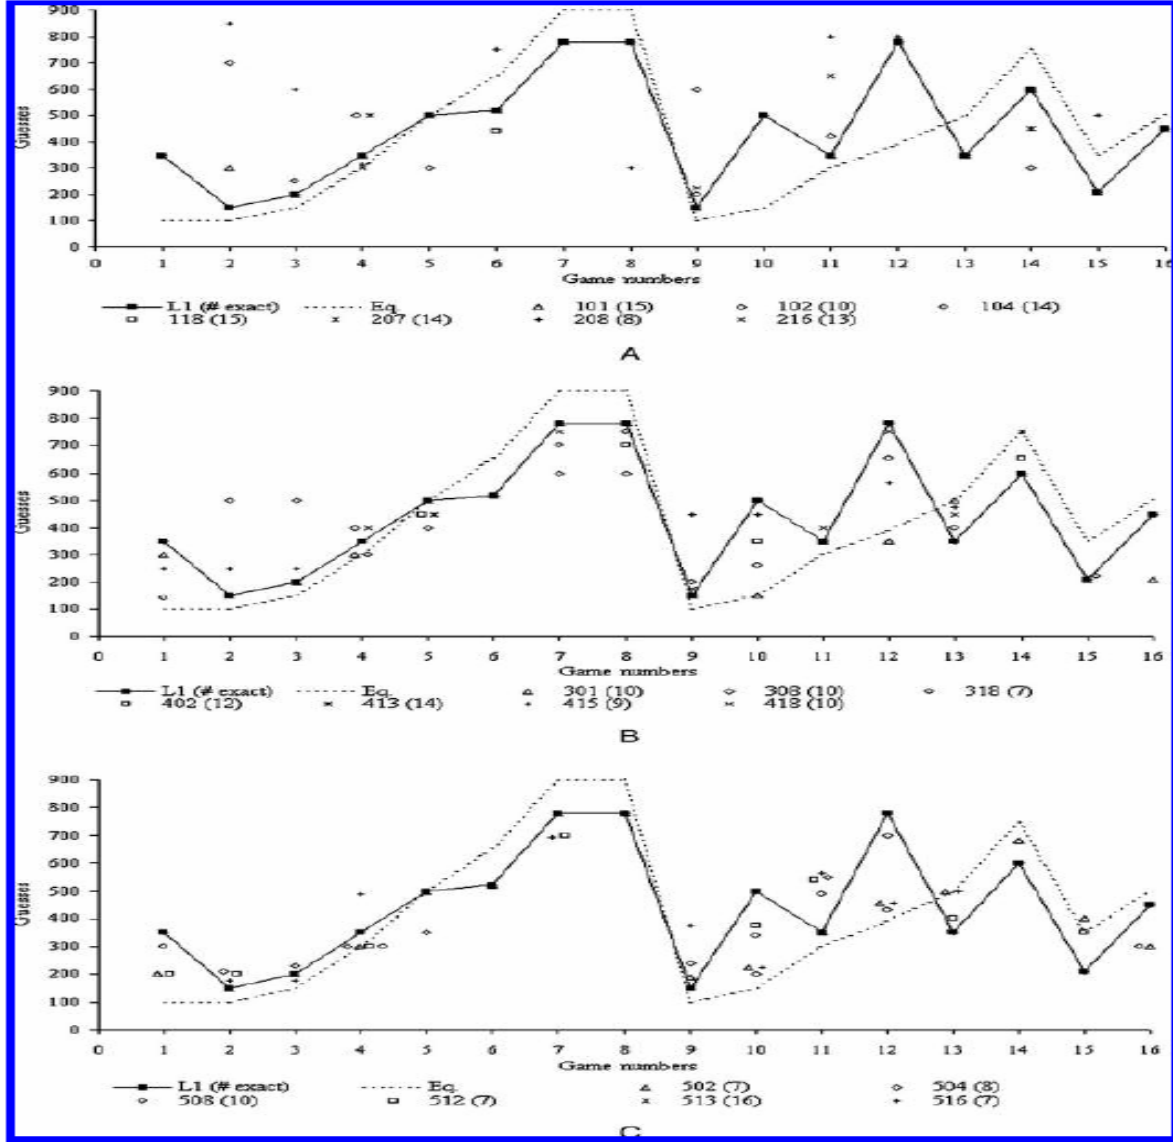 900
800
700
600
500
400
300
200
100
0
Guesses
0 1 2 3 4 5 6 7 8 9 10 11 12 13 14 15 16
Game numbers
L1 (# exact) Eq. 101 (15) 102 (10) 104 (14)
118 (15) 207 (14) 208 (8) 216 (13)
A
900
800
700
600
500
400
300
200
100
0
Guesses
0 1 2 3 4 5 6 7 8 9 10 11 12 13 14 15 16
Game numbers
L1 (# exact) Eq. 301 (10) 308 (10) 318 (7)
402 (12) 413 (14) 415 (9) 418 (10)
B
900
800
700
600
500
400
300
200
100
0
Guesses
0 1 2 3 4 5 6 7 8 9 10 11 12 13 14 15 16
Game numbers
L1 (# exact) Eq. 502 (7) 504 (8)
508 (10) 512 (7) 513 (16) 516 (7)
C